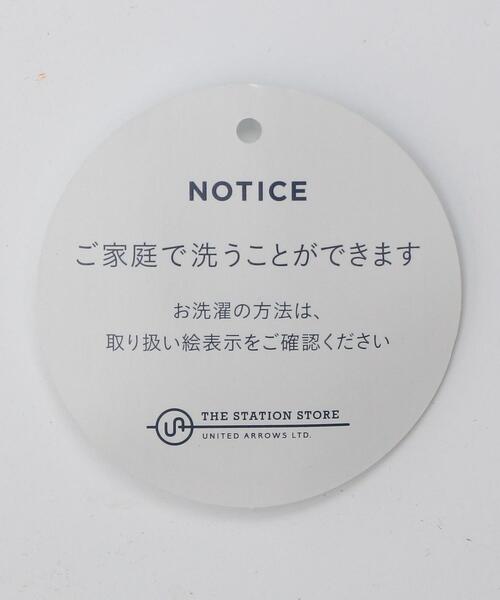 NOTICE
ご家庭で洗うことができます
お洗濯の方法は、
取り扱い絵表示をご確認ください
UA THE STATION STORE
UNITED ARROWS LTD.